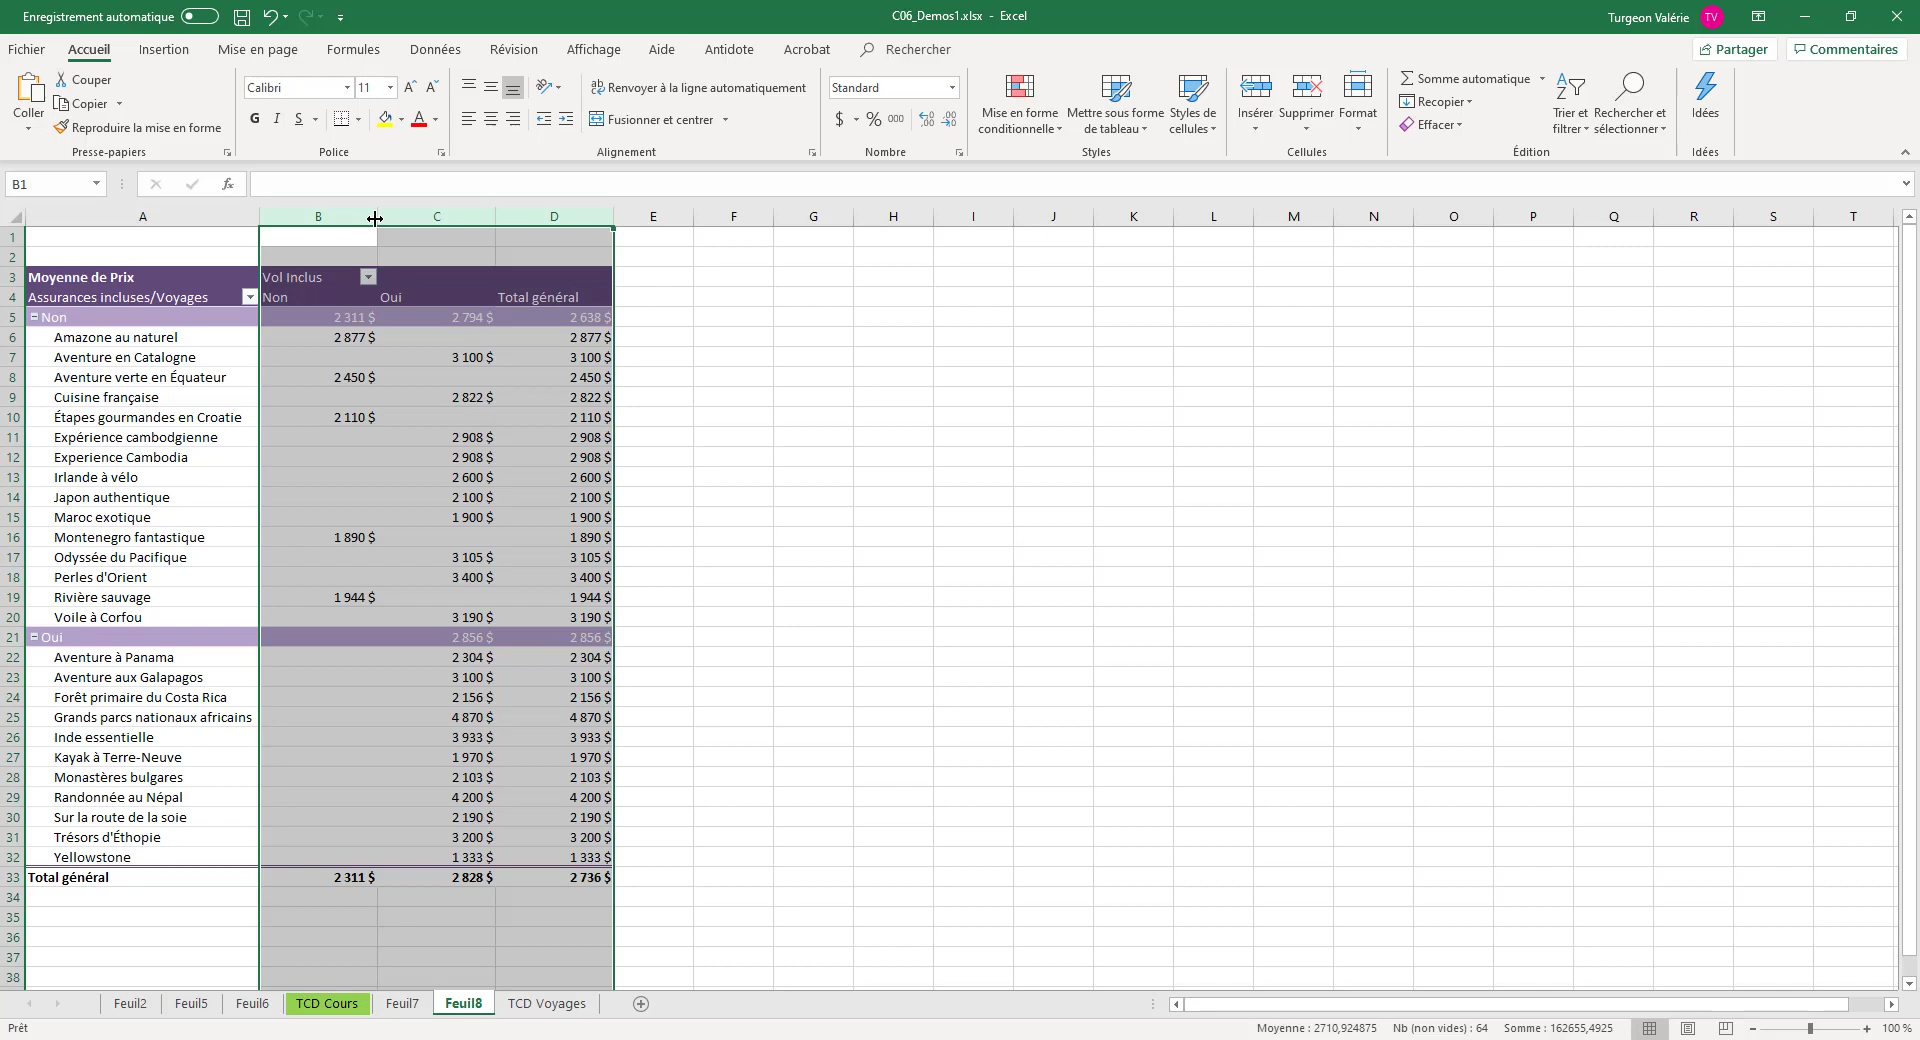 Enregistrement automatique
C06_Demos1.xlsx - Excel
Turgeon Valérie TV
Fichier Accueil Insertion Mise en page Formules Données Révision Affichage Aide Antidote Acrobat Rechercher
Partager Commentaires
Coller
Couper
Copier
Reproduire la mise en forme
Presse-papiers
Calibri 11
G I S
Police
Renvoyer à la ligne automatiquement
Fusionner et centrer
Alignement
Standard
$ % 000
Nombre
Mise en forme conditionnelle
Mettre sous forme de tableau
Styles de cellules
Styles
Insérer Supprimer Format
Cellules
Somme automatique
Recopier
Effacer
Trier et filtrer
Rechercher et sélectionner
Édition
Idées
Idées
B1 fx
A B C D E F G H I J K L M N O P Q R S T
1
2
3 Moyenne de Prix Vol Inclus
4 Assurances incluses/Voyages Non Oui Total général
5 Non 2 311 $ 2 794 $ 2 638 $
6 Amazone au naturel 2 877 $ 2 877 $
7 Aventure en Catalogne 3 100 $ 3 100 $
8 Aventure verte en Équateur 2 450 $ 2 450 $
9 Cuisine française 2 822 $ 2 822 $
10 Étapes gourmandes en Croatie 2 110 $ 2 110 $
11 Expérience cambodgienne 2 908 $ 2 908 $
12 Experience Cambodia 2 908 $ 2 908 $
13 Irlande à vélo 2 600 $ 2 600 $
14 Japon authentique 2 100 $ 2 100 $
15 Maroc exotique 1 900 $ 1 900 $
16 Montenegro fantastique 1 890 $ 1 890 $
17 Odyssée du Pacifique 3 105 $ 3 105 $
18 Perles d'Orient 3 400 $ 3 400 $
19 Rivière sauvage 1 944 $ 1 944 $
20 Voile à Corfou 3 190 $ 3 190 $
21 Oui 2 856 $ 2 856 $
22 Aventure à Panama 2 304 $ 2 304 $
23 Aventure aux Galapagos 3 100 $ 3 100 $
24 Forêt primaire du Costa Rica 2 156 $ 2 156 $
25 Grands parcs nationaux africains 4 870 $ 4 870 $
26 Inde essentielle 3 933 $ 3 933 $
27 Kayak à Terre-Neuve 1 970 $ 1 970 $
28 Monastères bulgares 2 103 $ 2 103 $
29 Randonnée au Népal 4 200 $ 4 200 $
30 Sur la route de la soie 2 190 $ 2 190 $
31 Trésors d'Éthopie 3 200 $ 3 200 $
32 Yellowstone 1 333 $ 1 333 $
33 Total général 2 311 $ 2 828 $ 2 736 $
34
35
36
37
38
Feuil2 Feuil5 Feuil6 TCD Cours Feuil7 Feuil8 TCD Voyages
Prêt Moyenne : 2710,924875 Nb (non vides) : 64 Somme : 162655,4925 100 %